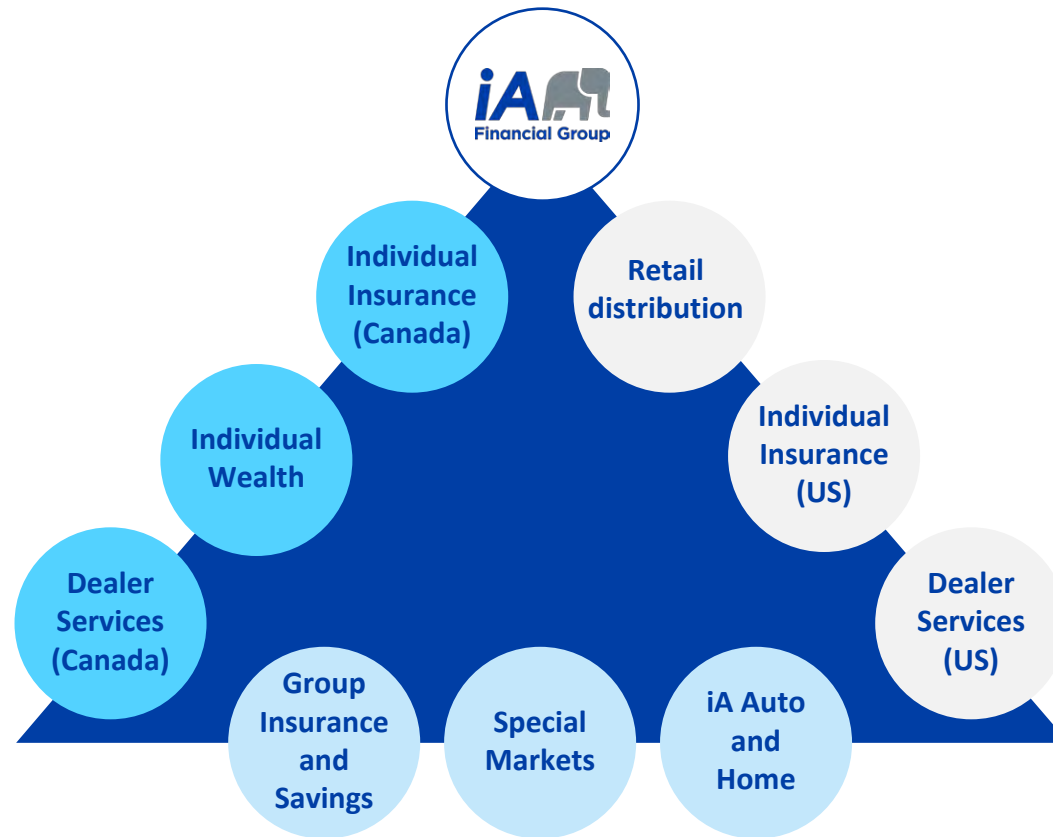 iA
Financial Group
Individual
Insurance
(Canada)
Retail
distribution
Individual
Wealth
Individual
Insurance
(US)
Dealer
Services
(Canada)
Dealer
Services
(US)
Group
Insurance
and
Savings
Special
Markets
iA Auto
and
Home